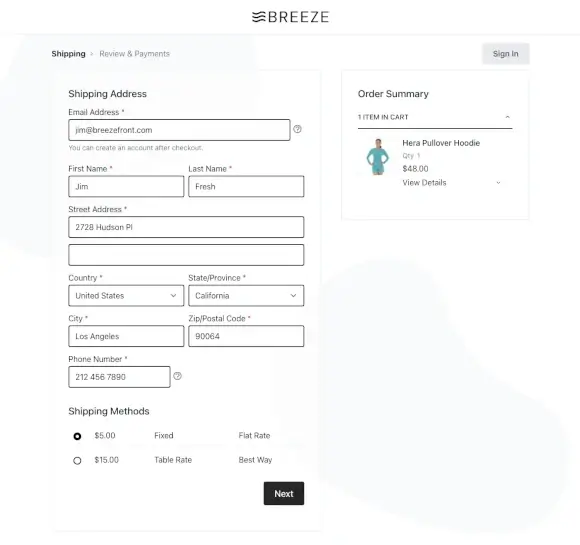 BREEZE
Shipping › Review & Payments
Sign In
Shipping Address
Email Address *
jim@breezefront.com
You can create an account after checkout.
First Name *
Last Name *
Jim
Fresh
Street Address *
2728 Hudson Pl
Country *
State/Province *
United States
California
City *
Zip/Postal Code *
Los Angeles
90064
Phone Number *
212 456 7890
Shipping Methods
$5.00 Fixed Flat Rate
$15.00 Table Rate Best Way
Next
Order Summary
1 ITEM IN CART
Hera Pullover Hoodie
Qty 1
$48.00
View Details